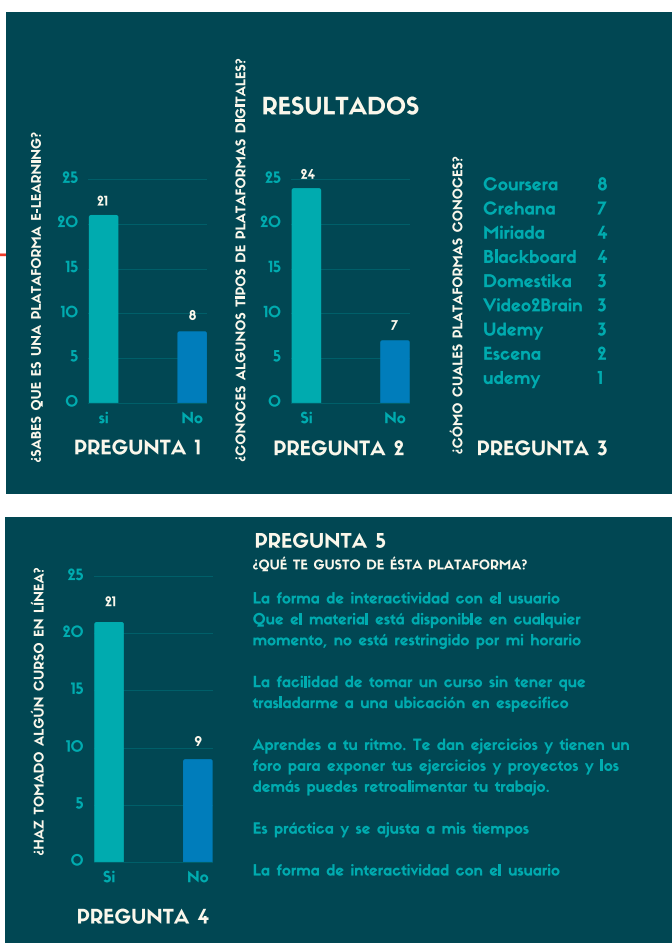 RESULTADOS
¿SABES QUE ES UNA PLATAFORMA E-LEARNING?
25
20
15
10
5
0
21
8
si No
PREGUNTA 1
¿CONOCES ALGUNOS TIPOS DE PLATAFORMAS DIGITALES?
25
20
15
10
5
0
24
7
Si No
PREGUNTA 2
¿CÓMO CUALES PLATAFORMAS CONOCES?
Coursera 8
Crehana 7
Miriada 4
Blackboard 4
Domestika 3
Video2Brain 3
Udemy 3
Escena 2
udemy 1
PREGUNTA 3
¿HAZ TOMADO ALGÚN CURSO EN LÍNEA?
25
20
15
10
5
0
21
9
Si No
PREGUNTA 4
PREGUNTA 5
¿QUÉ TE GUSTO DE ÉSTA PLATAFORMA?
La forma de interactividad con el usuario
Que el material está disponible en cualquier
momento, no está restringido por mi horario
La facilidad de tomar un curso sin tener que
trasladarme a una ubicación en especifico
Aprendes a tu ritmo. Te dan ejercicios y tienen un
foro para exponer tus ejercicios y proyectos y los
demás puedes retroalimentar tu trabajo.
Es práctica y se ajusta a mis tiempos
La forma de interactividad con el usuario